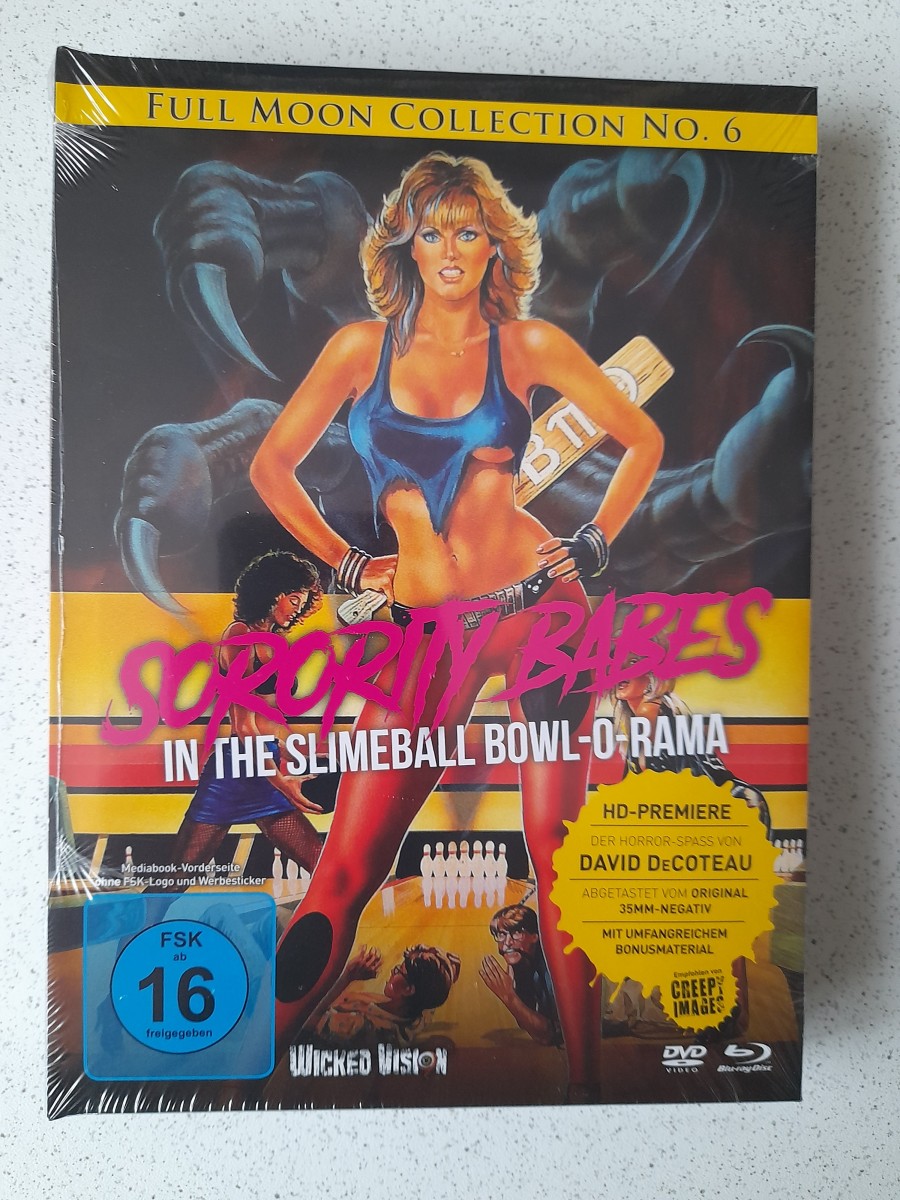 FULL MOON COLLECTION NO. 6
ΒΠΘ
SORORITY BABES
IN THE SLIMEBALL BOWL-O-RAMA
HD-PREMIERE
DER HORROR-SPASS VON
DAVID DECOTEAU
ABGETASTET VOM ORIGINAL
35MM-NEGATIV
MIT UMFANGREICHEM
BONUSMATERIAL
Empfohlen von
CREEPY
IMAGES
Mediabook-Vorderseite
ohne FSK-Logo und Werbesticker
FSK
ab
16
freigegeben
WICKED VISION
DVD
VIDEO
Blu-ray Disc